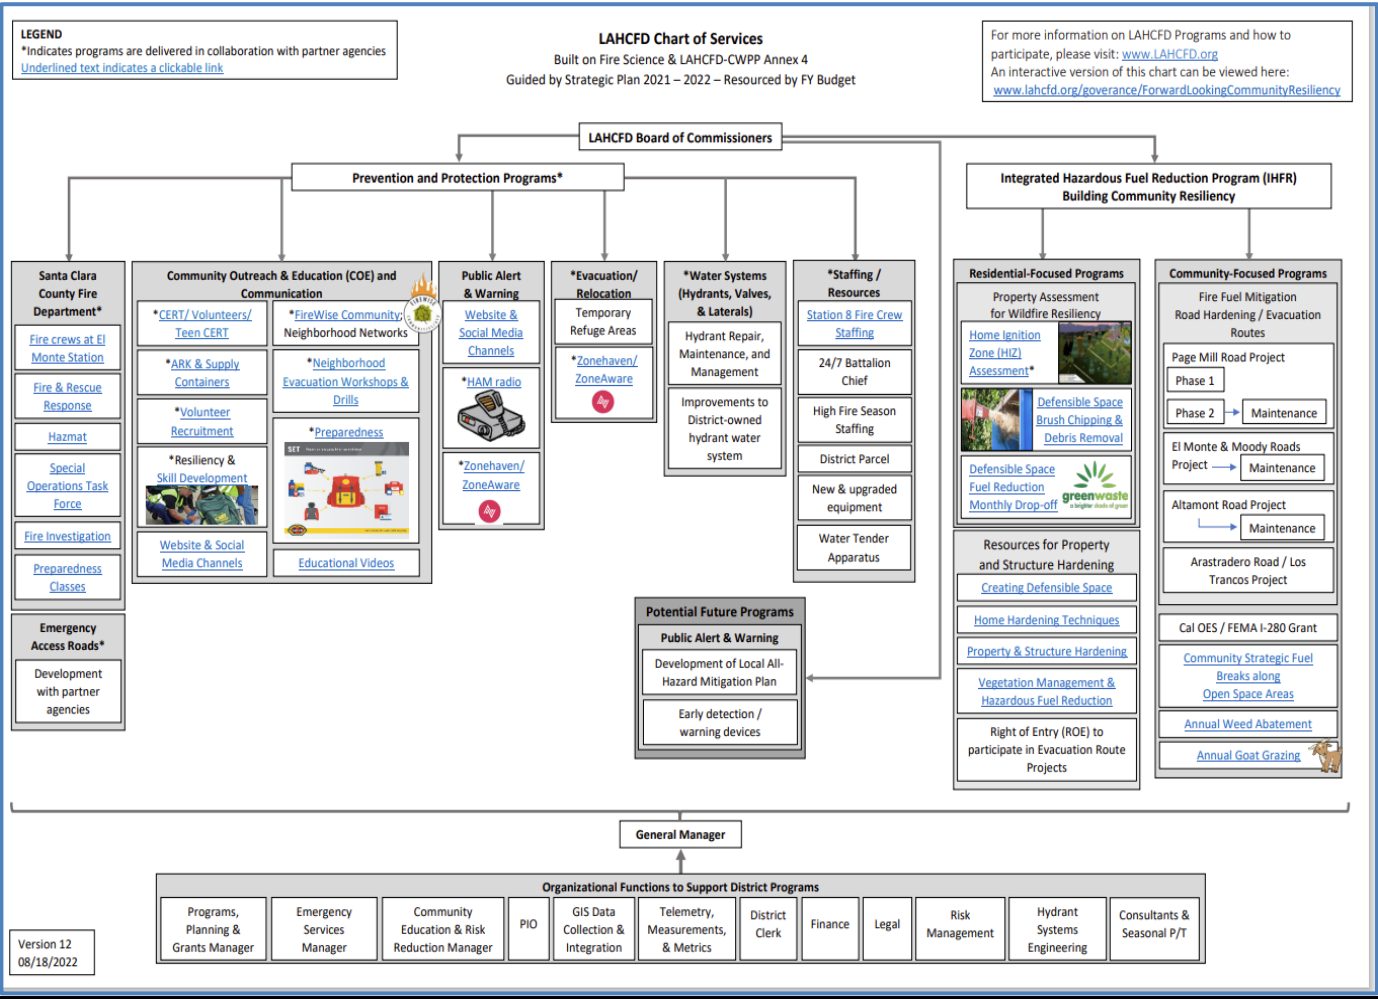 LEGEND
*Indicates programs are delivered in collaboration with partner agencies
Underlined text indicates a clickable link
LAHCFD Chart of Services
Built on Fire Science & LAHCFD-CWPP Annex 4
Guided by Strategic Plan 2021 – 2022 – Resourced by FY Budget
For more information on LAHCFD Programs and how to
participate, please visit: www.LAHCFD.org
An interactive version of this chart can be viewed here:
www.lahcfd.org/goverance/ForwardLookingCommunityResiliency
LAHCFD Board of Commissioners
Prevention and Protection Programs*
Integrated Hazardous Fuel Reduction Program (IHFR)
Building Community Resiliency
Santa Clara
County Fire
Department*
Fire crews at El
Monte Station
Fire & Rescue
Response
Hazmat
Special
Operations Task
Force
Fire Investigation
Preparedness
Classes
Emergency
Access Roads*
Development
with partner
agencies
Community Outreach & Education (COE) and
Communication
*CERT/ Volunteers/
Teen CERT
*ARK & Supply
Containers
*Volunteer
Recruitment
*Resiliency &
Skill Development
Website & Social
Media Channels
*FireWise Community;
Neighborhood Networks
FIREWISE
*Neighborhood
Evacuation Workshops &
Drills
*Preparedness
SET
Educational Videos
Public Alert
& Warning
Website &
Social Media
Channels
*HAM radio
*Zonehaven/
ZoneAware
*Evacuation/
Relocation
Temporary
Refuge Areas
*Zonehaven/
ZoneAware
*Water Systems
(Hydrants, Valves,
& Laterals)
Hydrant Repair,
Maintenance, and
Management
Improvements to
District-owned
hydrant water
system
*Staffing /
Resources
Station 8 Fire Crew
Staffing
24/7 Battalion
Chief
High Fire Season
Staffing
District Parcel
New & upgraded
equipment
Water Tender
Apparatus
Potential Future Programs
Public Alert & Warning
Development of Local All-
Hazard Mitigation Plan
Early detection /
warning devices
Residential-Focused Programs
Property Assessment
for Wildfire Resiliency
Home Ignition
Zone (HIZ)
Assessment*
Defensible Space
Brush Chipping &
Debris Removal
Defensible Space
Fuel Reduction
Monthly Drop-off
greenwaste
a brighter shade of green
Resources for Property
and Structure Hardening
Creating Defensible Space
Home Hardening Techniques
Property & Structure Hardening
Vegetation Management &
Hazardous Fuel Reduction
Right of Entry (ROE) to
participate in Evacuation Route
Projects
Community-Focused Programs
Fire Fuel Mitigation
Road Hardening / Evacuation
Routes
Page Mill Road Project
Phase 1
Phase 2
Maintenance
El Monte & Moody Roads
Project
Maintenance
Altamont Road Project
Maintenance
Arastradero Road / Los
Trancos Project
Cal OES / FEMA I-280 Grant
Community Strategic Fuel
Breaks along
Open Space Areas
Annual Weed Abatement
Annual Goat Grazing
General Manager
Organizational Functions to Support District Programs
Programs,
Planning &
Grants Manager
Emergency
Services
Manager
Community
Education & Risk
Reduction Manager
PIO
GIS Data
Collection &
Integration
Telemetry,
Measurements,
& Metrics
District
Clerk
Finance
Legal
Risk
Management
Hydrant
Systems
Engineering
Consultants &
Seasonal P/T
Version 12
08/18/2022